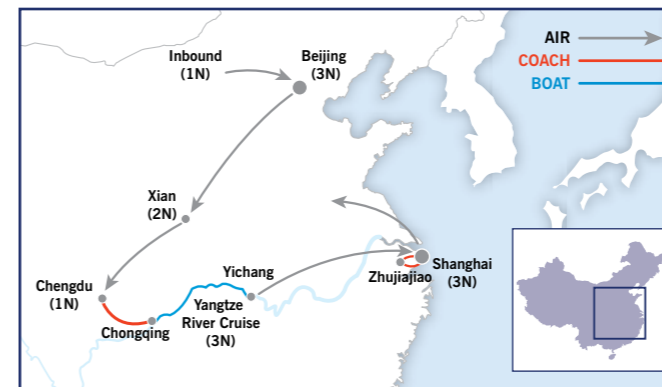 AIR
COACH
BOAT
Inbound
(1N)
Beijing
(3N)
Xian
(2N)
Chengdu
(1N)
Chongqing
Yichang
Yangtze
River Cruise
(3N)
Zhujiajiao
Shanghai
(3N)